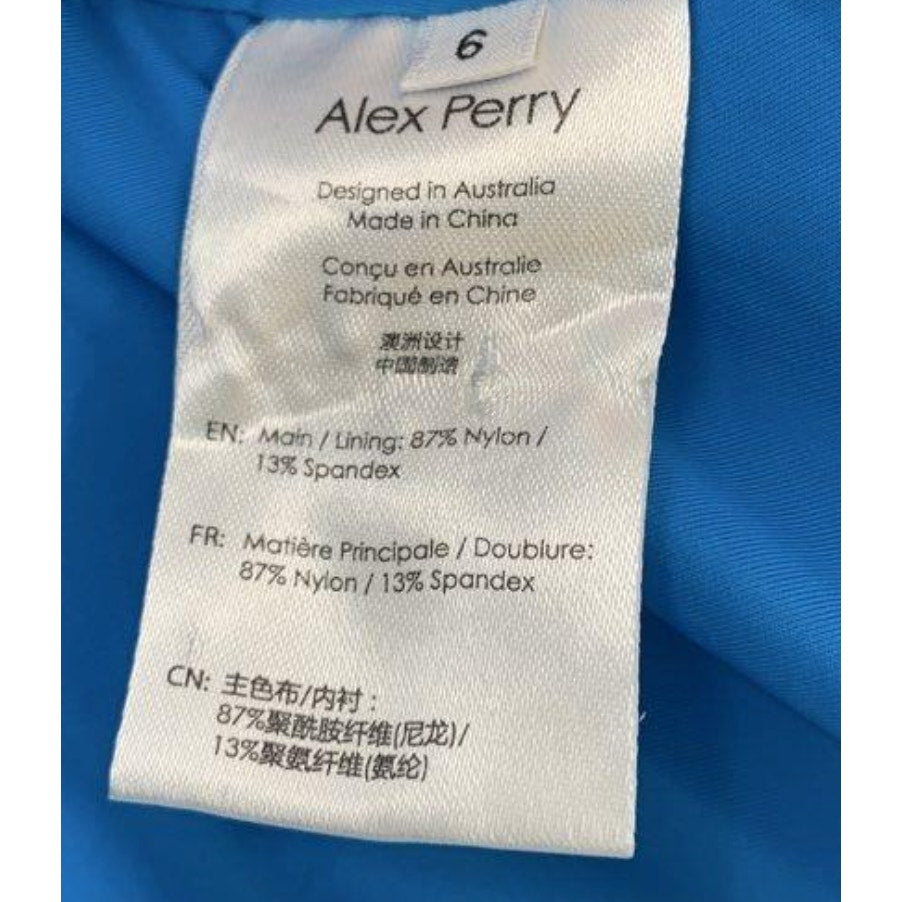 6
Alex Perry
Designed in Australia
Made in China
Conçu en Australie
Fabriqué en Chine
澳洲设计
中国制造
EN: Main / Lining: 87% Nylon /
13% Spandex
FR: Matière Principale / Doublure:
87% Nylon / 13% Spandex
CN: 主色布/内衬 :
87%聚酰胺纤维(尼龙)/
13%聚氨纤维(氨纶)